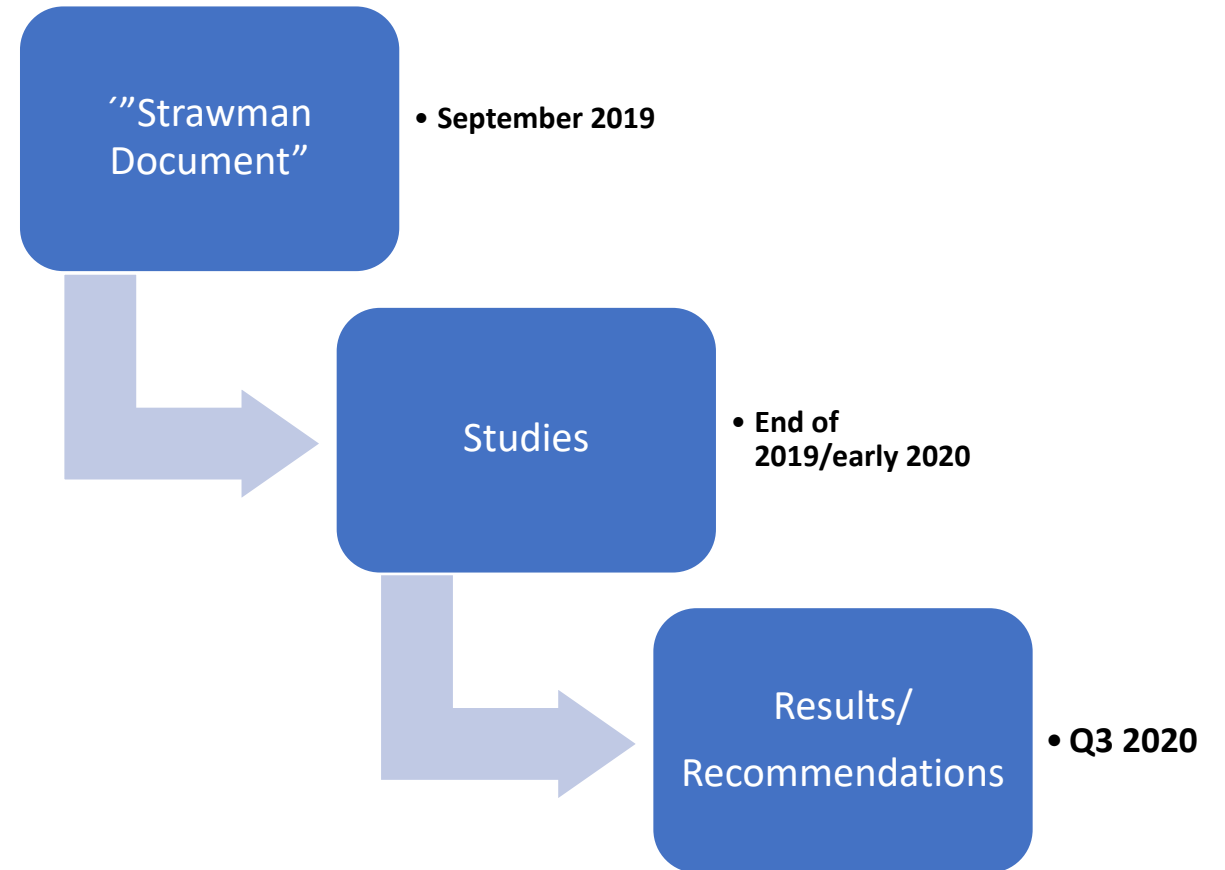 ´”Strawman
Document”
• September 2019
Studies
• End of
2019/early 2020
Results/
Recommendations
• Q3 2020